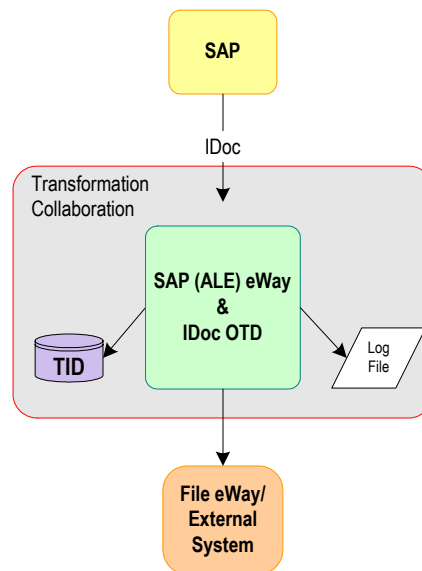 SAP
IDoc
Transformation
Collaboration
SAP (ALE) eWay
&
IDoc OTD
TID
Log
File
File eWay/
External
System